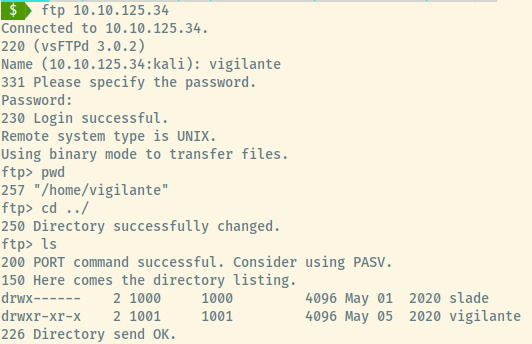 $ ftp 10.10.125.34
Connected to 10.10.125.34.
220 (vsFTPd 3.0.2)
Name (10.10.125.34:kali): vigilante
331 Please specify the password.
Password:
230 Login successful.
Remote system type is UNIX.
Using binary mode to transfer files.
ftp> pwd
257 "/home/vigilante"
ftp> cd ../
250 Directory successfully changed.
ftp> ls
200 PORT command successful. Consider using PASV.
150 Here comes the directory listing.
drwx------    2 1000     1000         4096 May 01  2020 slade
drwxr-xr-x    2 1001     1001         4096 May 05  2020 vigilante
226 Directory send OK.